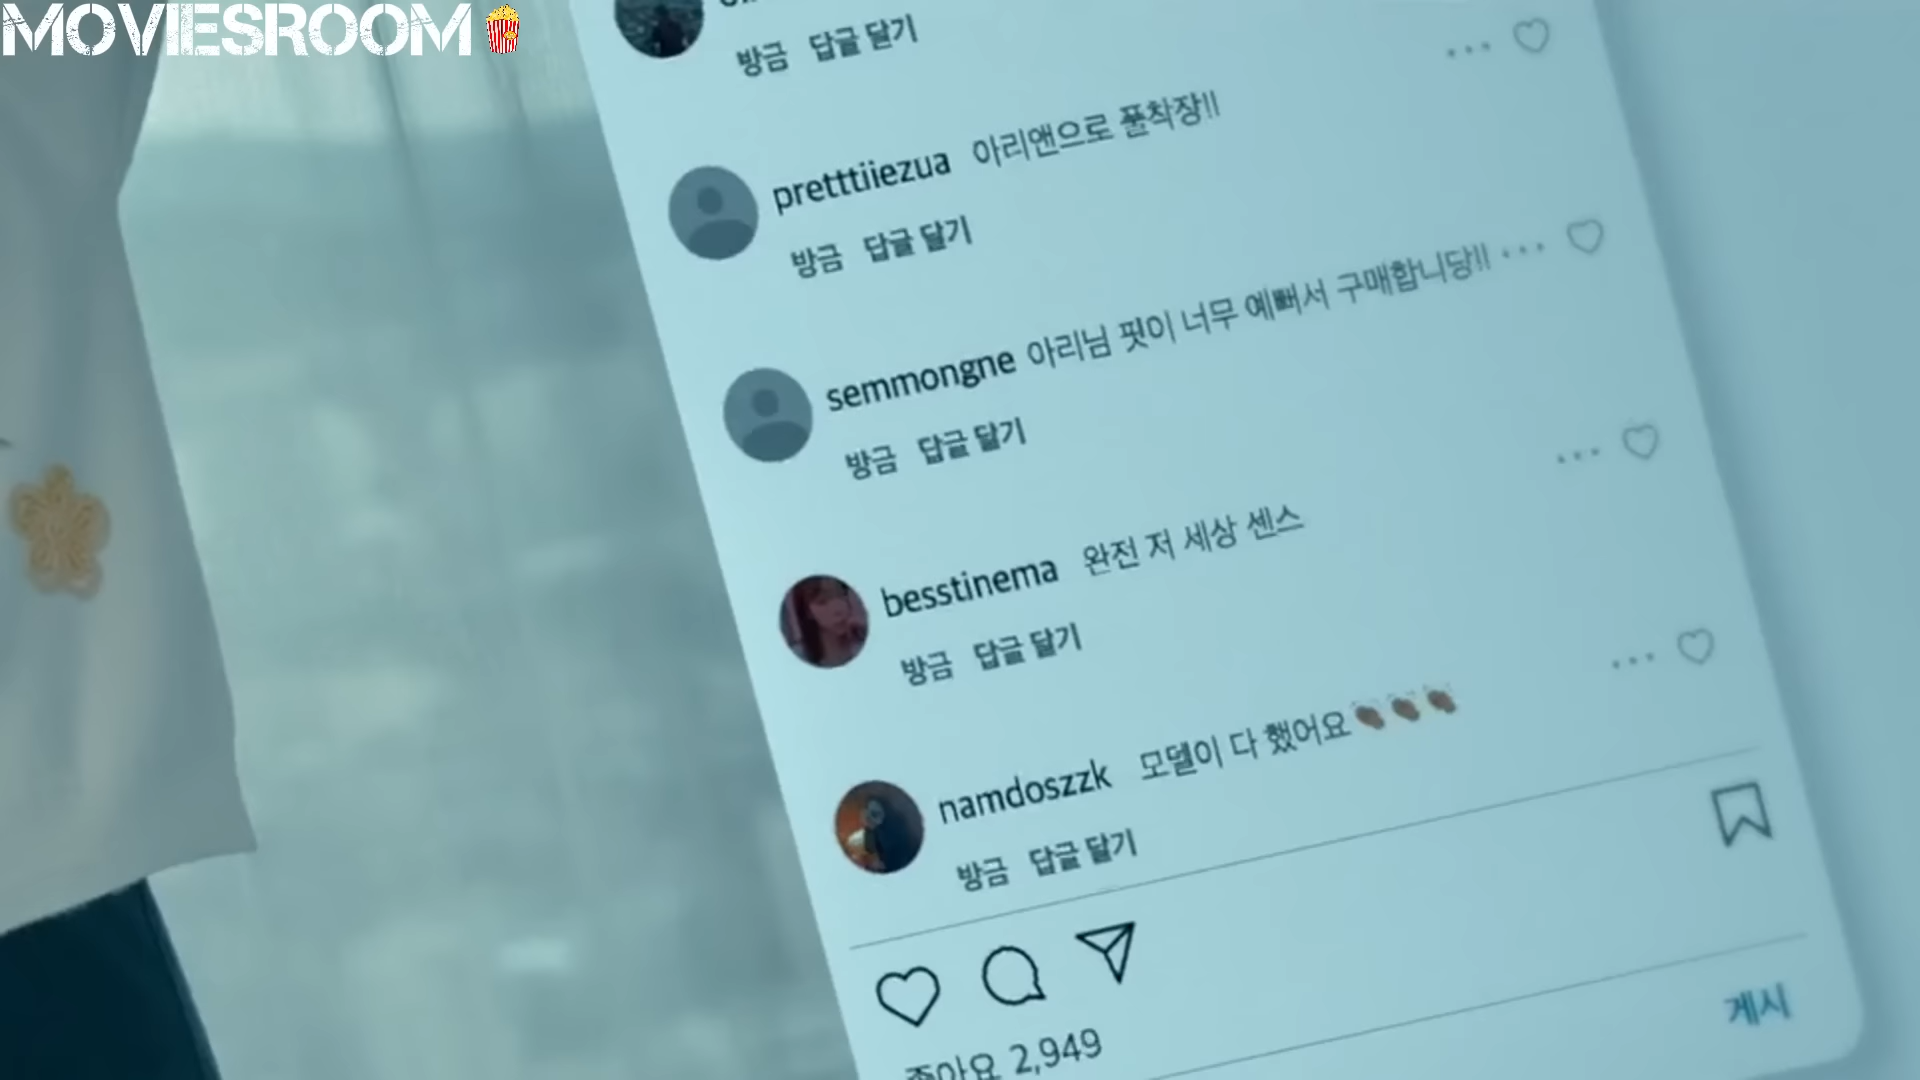 MOVIESROOM
방금 답글 달기
pretttiiezua 아리앤으로 풀착장!!
방금 답글 달기
semmongne 아리님 핏이 너무 예뻐서 구매합니당!!
방금 답글 달기
besstinema 완전 저 세상 센스
방금 답글 달기
namdoszzk 모델이 다 했어요👏👏👏
방금 답글 달기
좋아요 2,949
게시